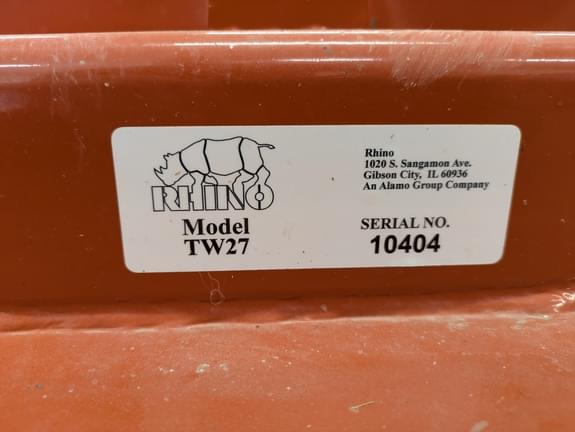 RHINO
Model
TW27
Rhino
1020 S. Sangamon Ave.
Gibson City, IL 60936
An Alamo Group Company
SERIAL NO.
10404